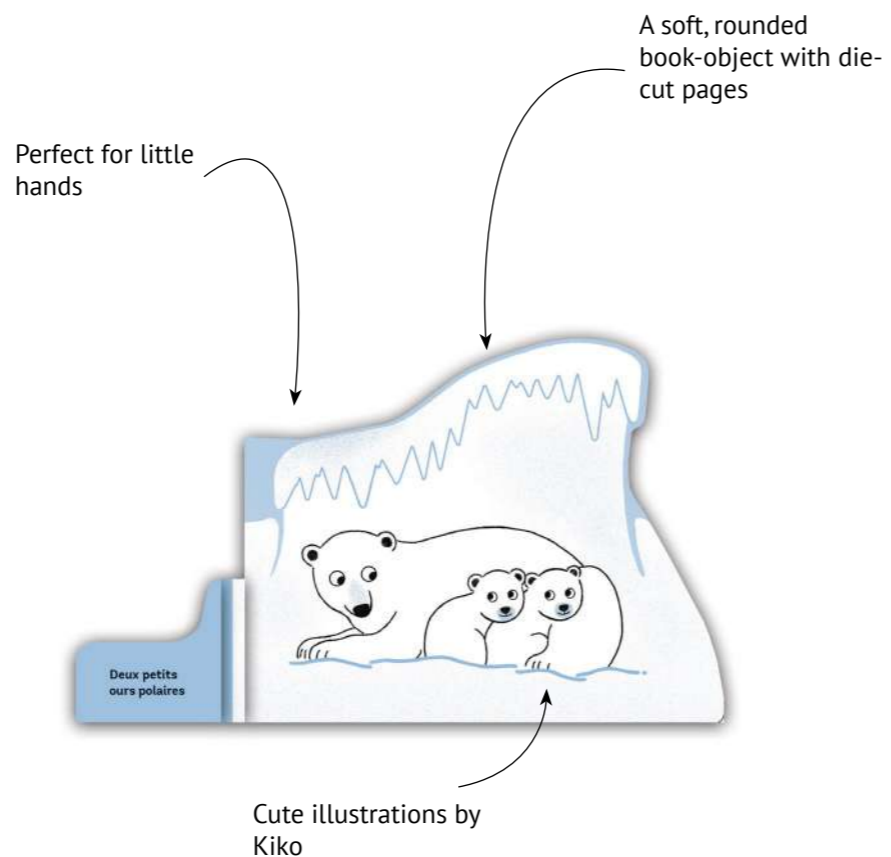 A soft, rounded
book-object with die-
cut pages
Perfect for little
hands
Deux petits
ours polaires
Cute illustrations by
Kiko